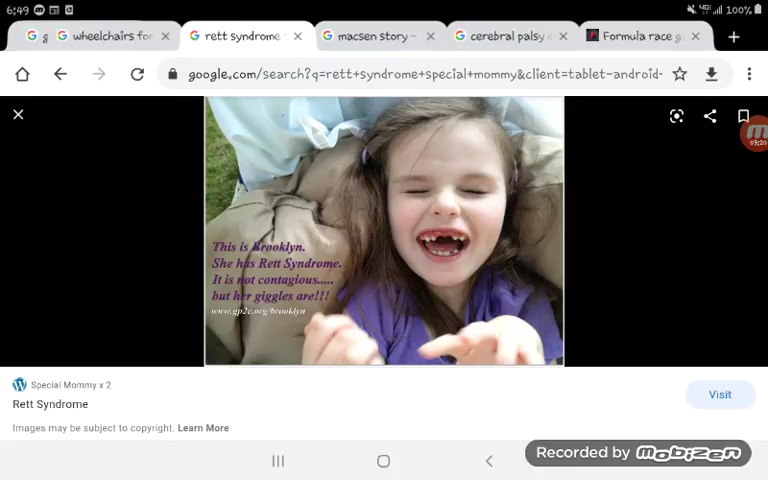 6:49
4G 100%
g
wheelchairs for
rett syndrome
macsen story -
cerebral palsy
Formula race g
google.com/search?q=rett+syndrome+special+mommy&client=tablet-android-
03:20
This is Brooklyn.
She has Rett Syndrome.
It is not contagious.....
but her giggles are!!!
www.gp2c.org/brooklyn
Special Mommy x 2
Visit
Rett Syndrome
Images may be subject to copyright. Learn More
Recorded by mobizen